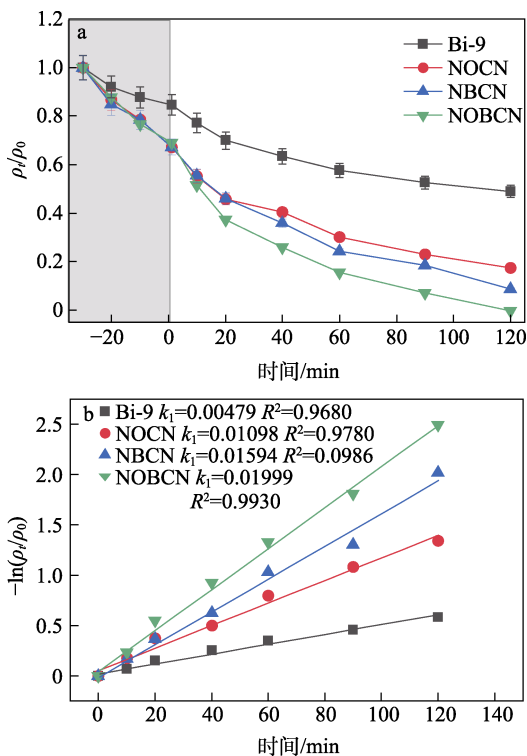 a
Bi-9
NOCN
NBCN
NOBCN
1.2
1.0
0.8
0.6
0.4
0.2
0
ρt/ρ0
−20 0 20 40 60 80 100 120
时间/min
b
Bi-9 k1=0.00479 R²=0.9680
NOCN k1=0.01098 R²=0.9780
NBCN k1=0.01594 R²=0.0986
NOBCN k1=0.01999
R²=0.9930
2.5
2.0
1.5
1.0
0.5
0
−ln(ρt/ρ0)
0 20 40 60 80 100 120 140
时间/min